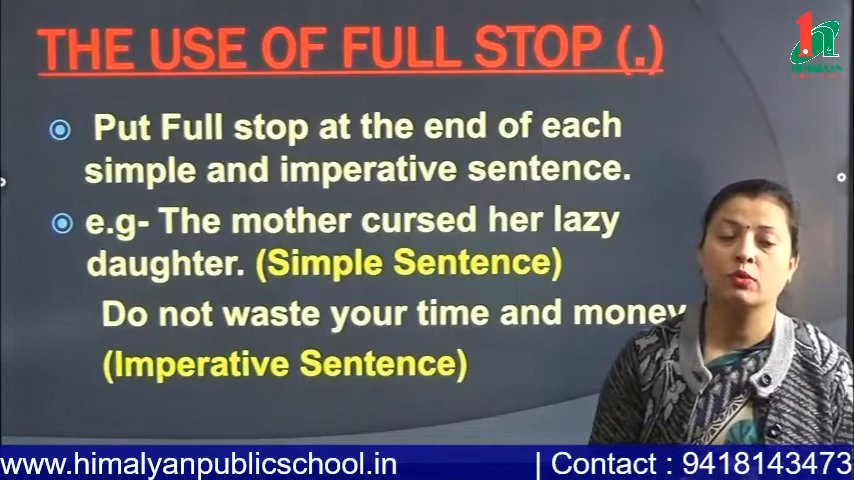 THE USE OF FULL STOP (.)
Put Full stop at the end of each
simple and imperative sentence.
e.g- The mother cursed her lazy
daughter. (Simple Sentence)
Do not waste your time and money
(Imperative Sentence)
www.himalyanpublicschool.in | Contact : 9418143473